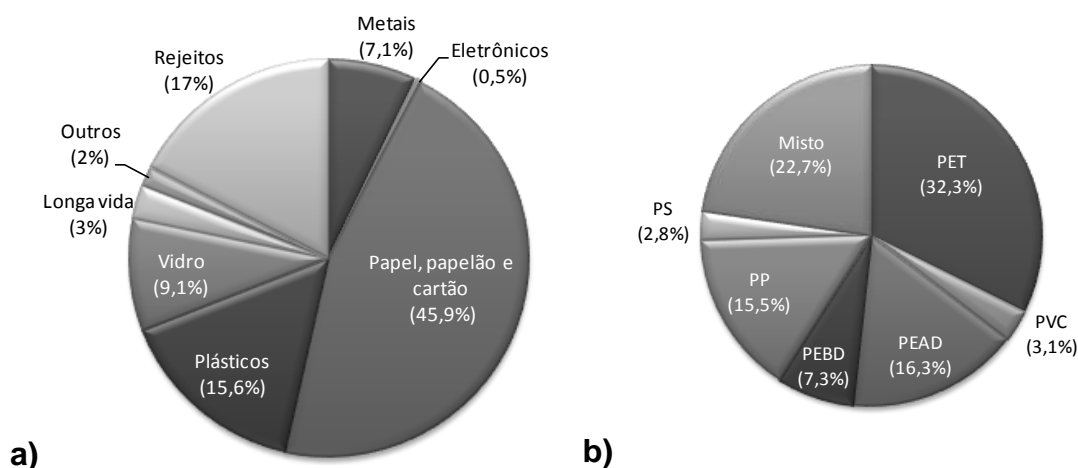 Metais
(7,1%)
Eletrônicos
(0,5%)
Papel, papelão e
cartão
(45,9%)
Plásticos
(15,6%)
Vidro
(9,1%)
Longa vida
(3%)
Outros
(2%)
Rejeitos
(17%)
a)
PET
(32,3%)
PVC
(3,1%)
PEAD
(16,3%)
PEBD
(7,3%)
PP
(15,5%)
PS
(2,8%)
Misto
(22,7%)
b)